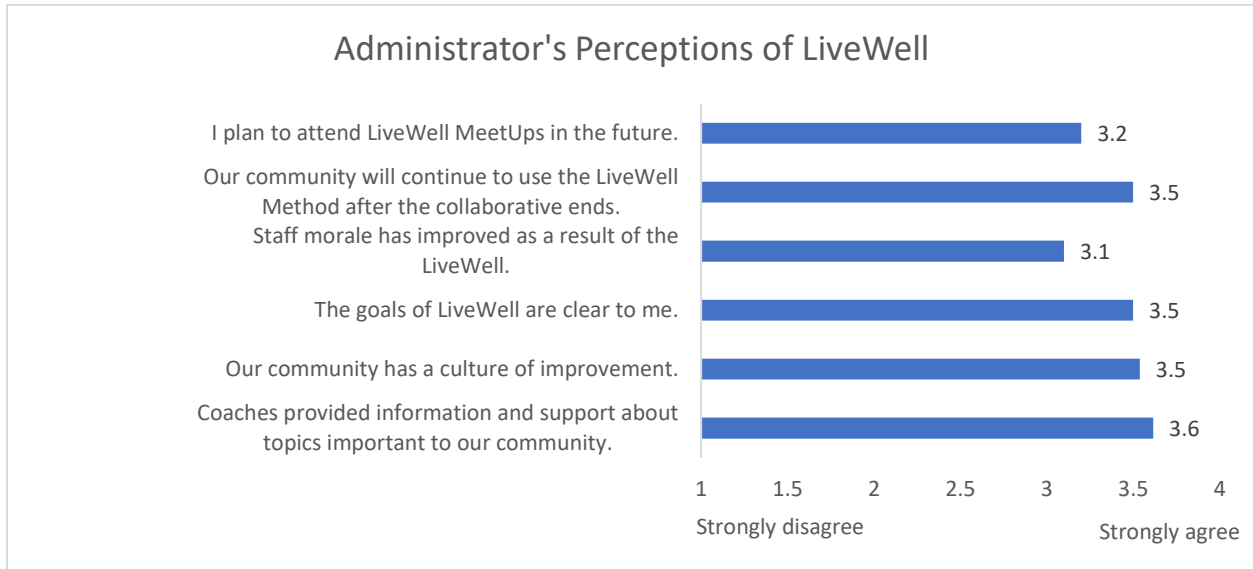 Administrator's Perceptions of LiveWell
I plan to attend LiveWell MeetUps in the future.
3.2
Our community will continue to use the LiveWell
Method after the collaborative ends.
3.5
Staff morale has improved as a result of the
LiveWell.
3.1
The goals of LiveWell are clear to me.
3.5
Our community has a culture of improvement.
3.5
Coaches provided information and support about
topics important to our community.
3.6
1 1.5 2 2.5 3 3.5 4
Strongly disagree Strongly agree